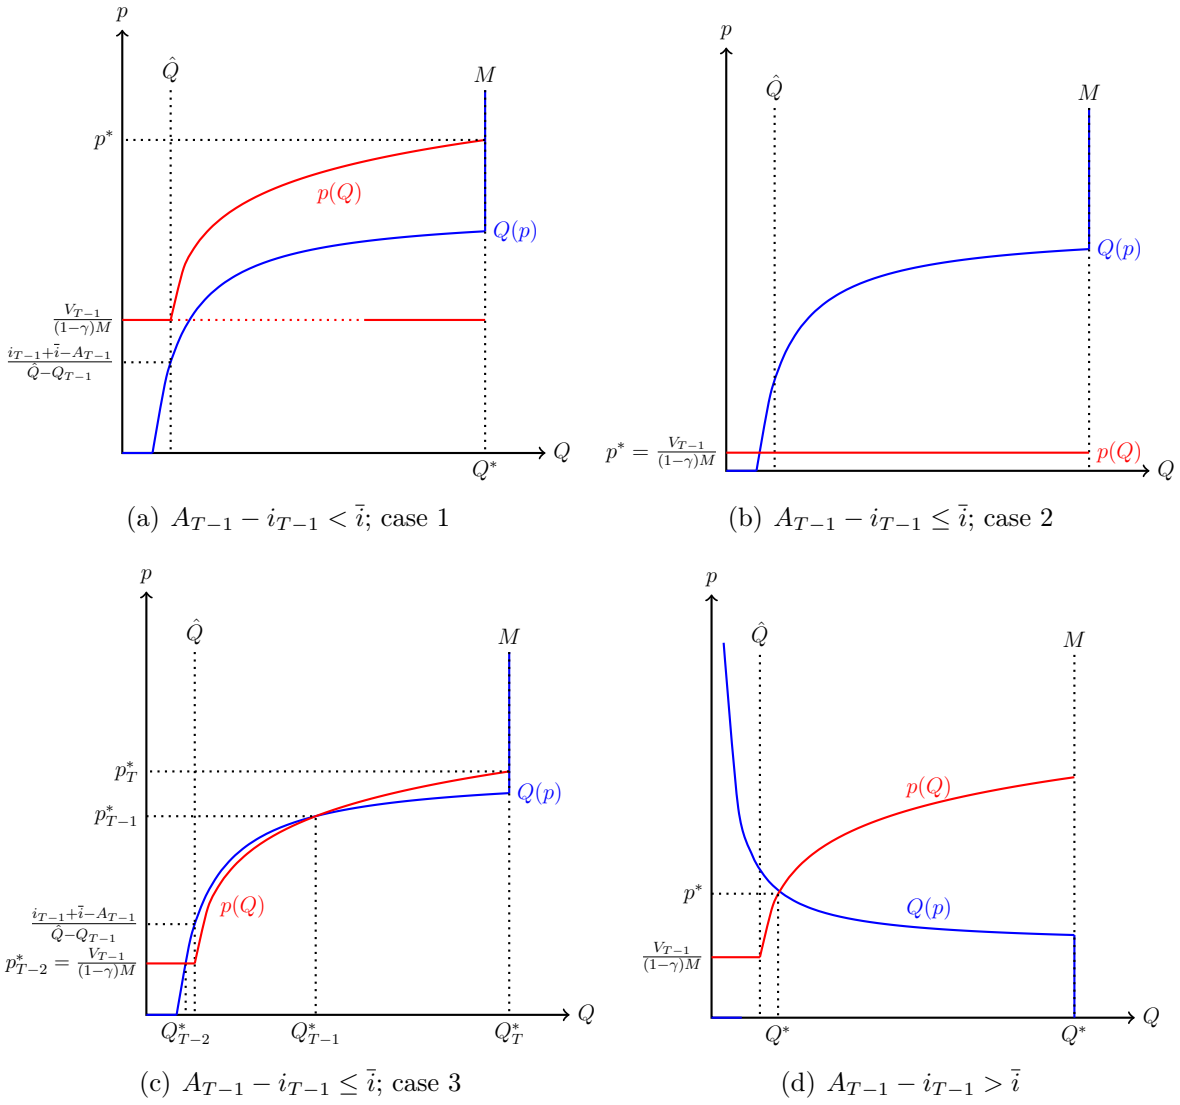 p
Q̂
M
p*
p(Q)
Q(p)
V_{T−1}/(1−γ)M
i_{T−1}+i̅−A_{T−1}/Q̂−Q_{T−1}
Q
Q*
(a) A_{T−1} − i_{T−1} < i̅; case 1
p
Q̂
M
Q(p)
p* = V_{T−1}/(1−γ)M
p(Q)
Q
(b) A_{T−1} − i_{T−1} ≤ i̅; case 2
p
Q̂
M
p*_T
Q(p)
p*_{T−1}
p(Q)
i_{T−1}+i̅−A_{T−1}/Q̂−Q_{T−1}
p*_{T−2} = V_{T−1}/(1−γ)M
Q
Q*_{T−2} Q*_{T−1} Q*_T
(c) A_{T−1} − i_{T−1} ≤ i̅; case 3
p
Q̂
M
p(Q)
p*
Q(p)
V_{T−1}/(1−γ)M
Q
Q* Q*
(d) A_{T−1} − i_{T−1} > i̅